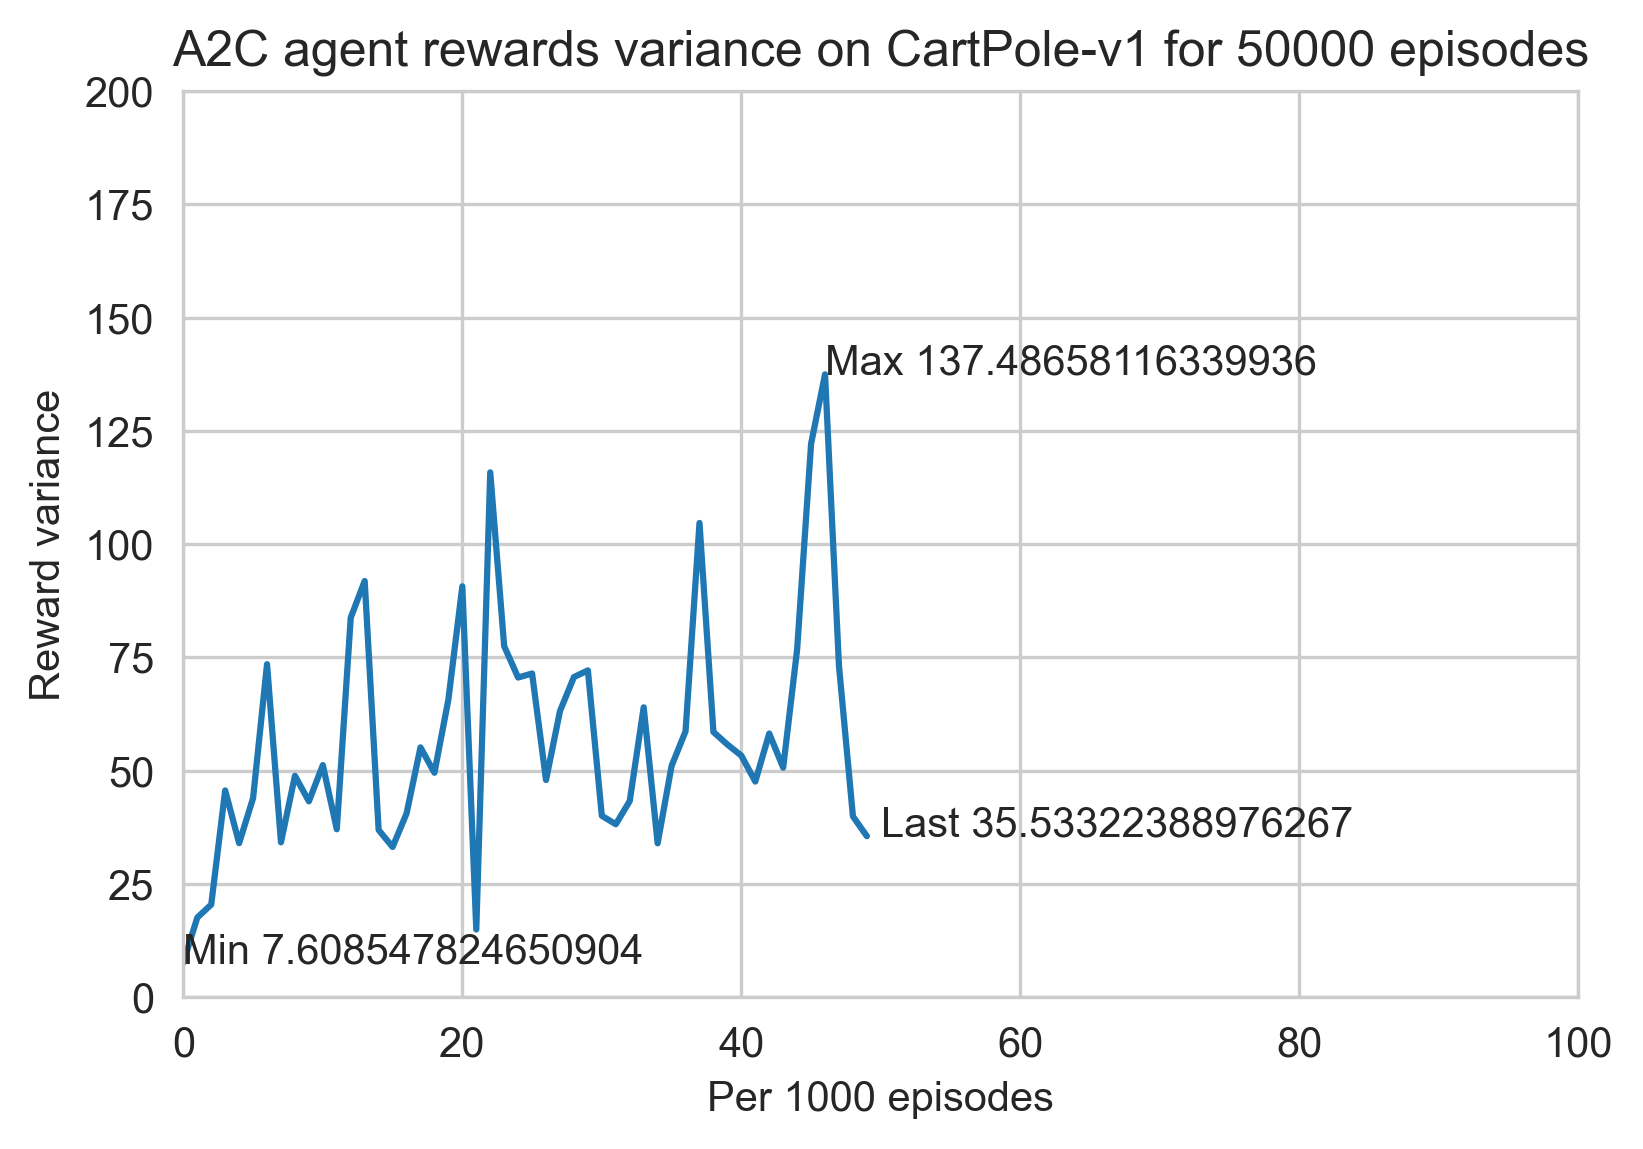 A2C agent rewards variance on CartPole-v1 for 50000 episodes
200
175
150
125
100
75
50
25
0
Reward variance
Max 137.48658116339936
Last 35.53322388976267
Min 7.608547824650904
0 20 40 60 80 100
Per 1000 episodes